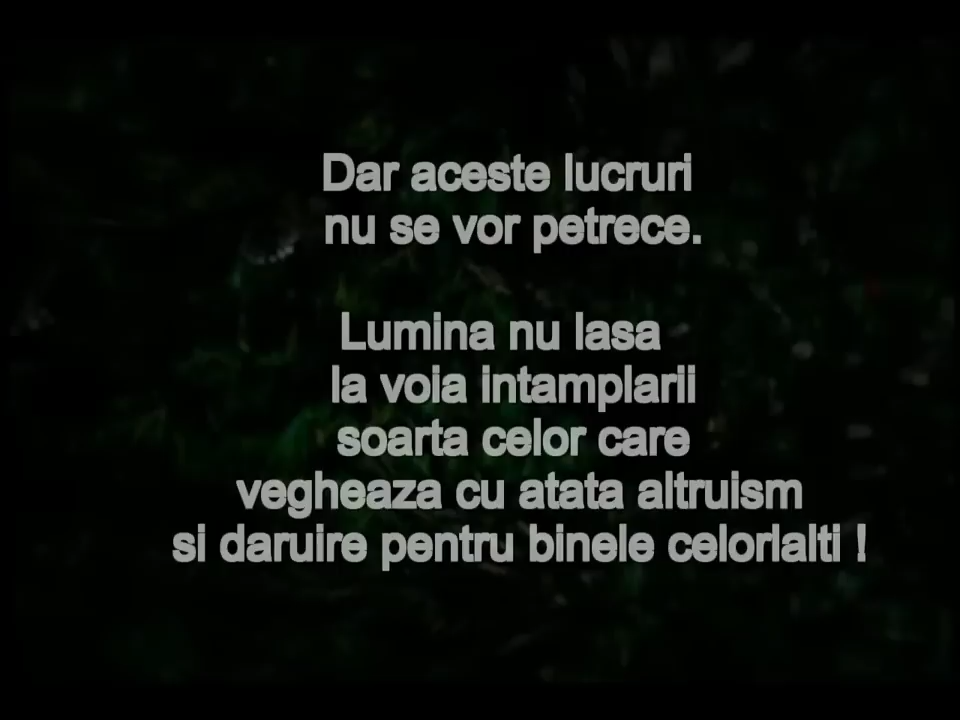 Dar aceste lucruri
nu se vor petrece.
Lumina nu lasa
la voia intamplarii
soarta celor care
vegheaza cu atata altruism
si daruire pentru binele celorlalti !